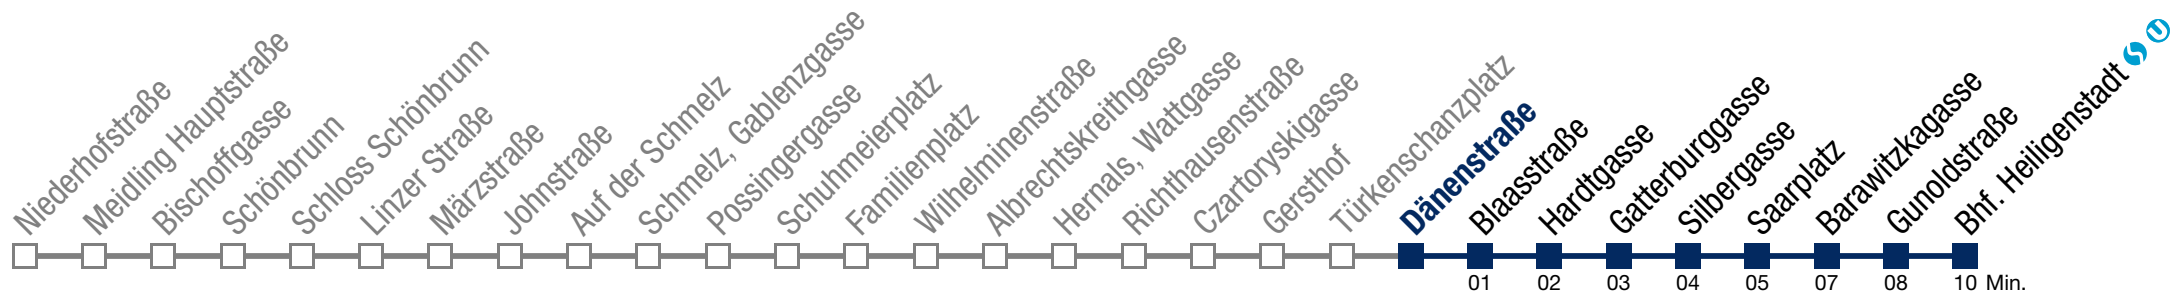 Niederhofstraße
Meidling Hauptstraße
Bischoffgasse
Schönbrunn
Schloss Schönbrunn
Linzer Straße
Märzstraße
Johnstraße
Auf der Schmelz
Schmelz, Gablenzgasse
Possingergasse
Schuhmeierplatz
Familienplatz
Wilhelminenstraße
Albrechtskreithgasse
Hernals, Wattgasse
Richthausenstraße
Czartoryskigasse
Gersthof
Türkenschanzplatz
Dänenstraße
Blaasstraße
Hardtgasse
Gatterburggasse
Silbergasse
Saarplatz
Barawitzkagasse
Gunoldstraße
Bhf. Heiligenstadt S U
01 02 03 04 05 07 08 10 Min.